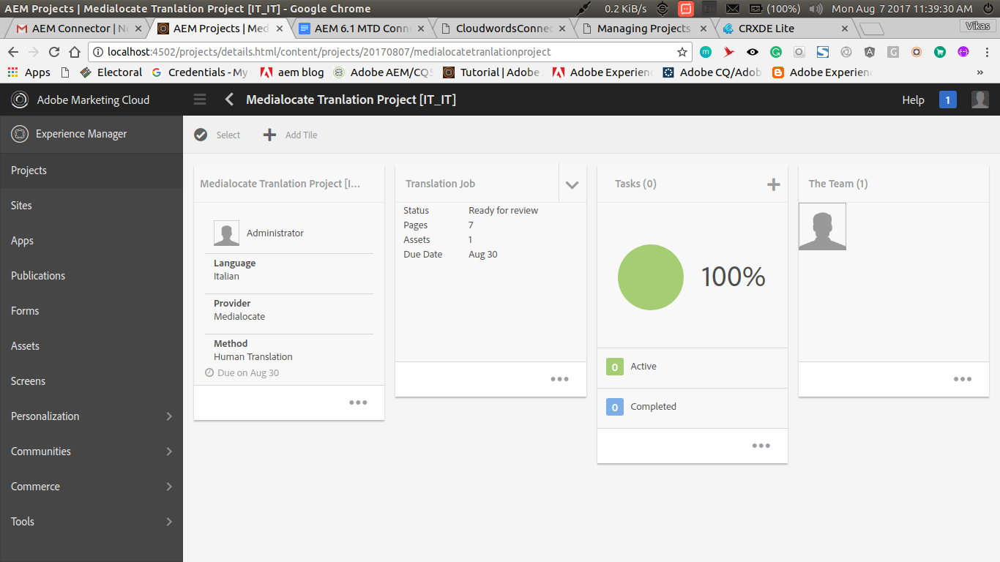 AEM Projects | Medialocate Tranlation Project [IT_IT] - Google Chrome
0.2 KiB/s
En
(100%)
Mon Aug 7 2017 11:39:30 AM
AEM Connector | Ne
AEM Projects | Med
AEM 6.1 MTD Conn
CloudwordsConnec
Managing Projects
CRXDE Lite
Vikas
localhost:4502/projects/details.html/content/projects/20170807/medialocatetranlationproject
Apps
Electoral
Credentials - My
aem blog
Adobe AEM/CQ5
Tutorial | Adobe
Adobe Experien
Adobe CQ/Adob
Adobe Experienc
»
Adobe Marketing Cloud
Medialocate Tranlation Project [IT_IT]
Help
1
Experience Manager
Select
Add Tile
Projects
Sites
Apps
Publications
Forms
Assets
Screens
Personalization
Communities
Commerce
Tools
Medialocate Tranlation Project [I...
Administrator
Language
Italian
Provider
Medialocate
Method
Human Translation
Due on Aug 30
Translation Job
Status Ready for review
Pages 7
Assets 1
Due Date Aug 30
Tasks (0)
100%
0 Active
0 Completed
The Team (1)